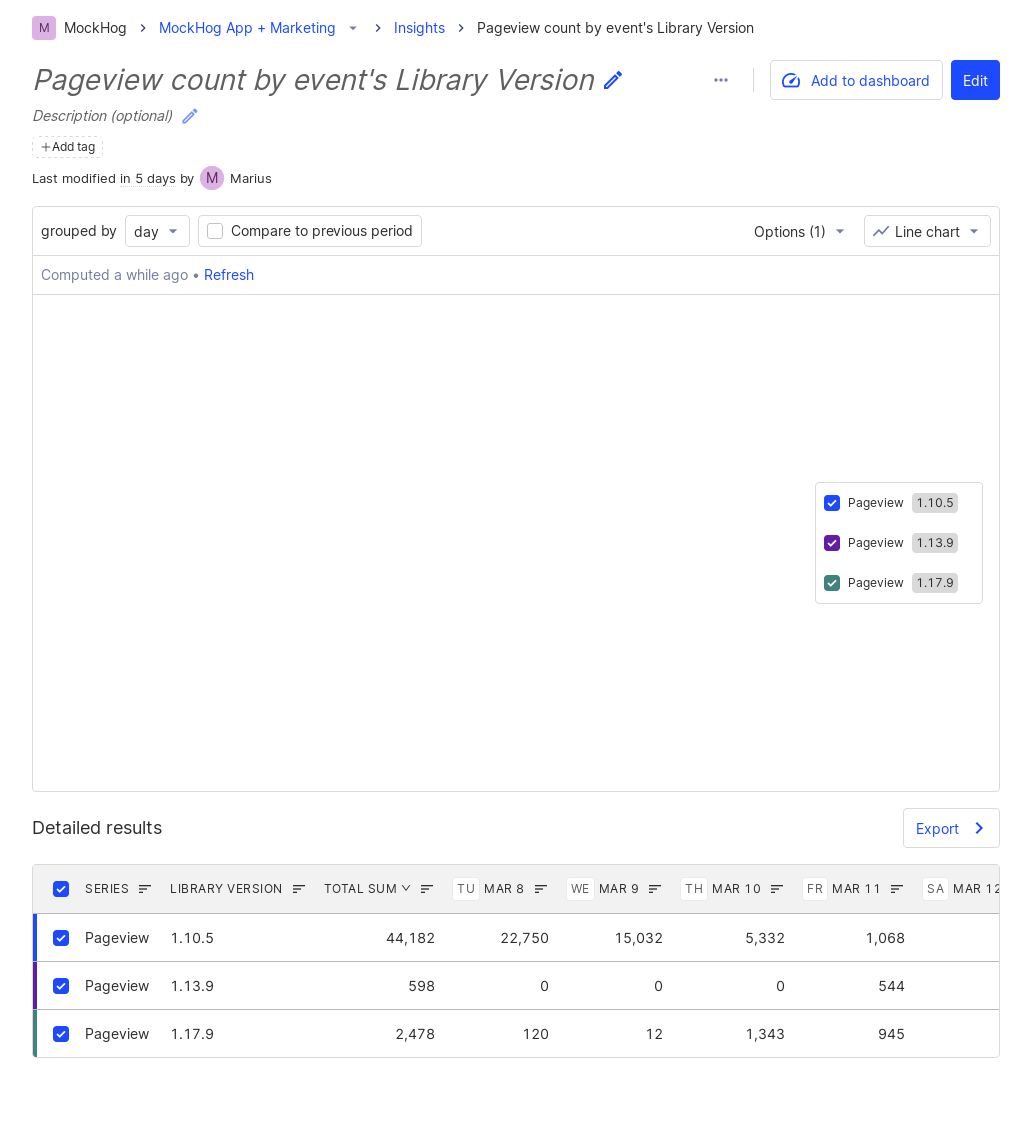 M MockHog MockHog App + Marketing Insights Pageview count by event's Library Version
Pageview count by event's Library Version
Add to dashboard Edit
Description (optional)
Add tag
Last modified in 5 days by M Marius
grouped by day Compare to previous period Options (1) Line chart
Computed a while ago • Refresh
Pageview 1.10.5
Pageview 1.13.9
Pageview 1.17.9
Detailed results Export
SERIES LIBRARY VERSION TOTAL SUM TU MAR 8 WE MAR 9 TH MAR 10 FR MAR 11 SA MAR 12
Pageview 1.10.5 44,182 22,750 15,032 5,332 1,068
Pageview 1.13.9 598 0 0 0 544
Pageview 1.17.9 2,478 120 12 1,343 945